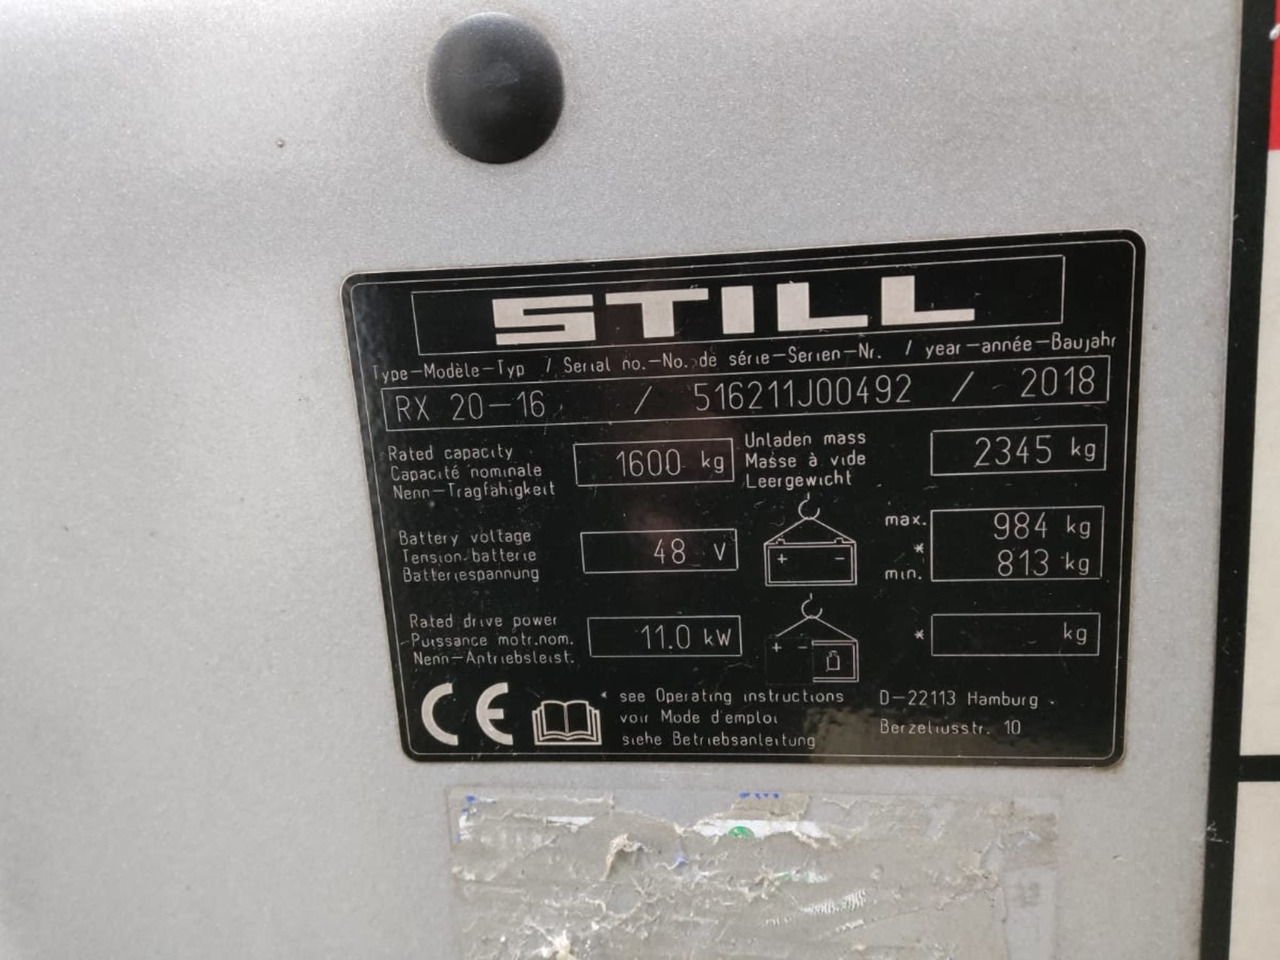 STILL
Type-Modèle-Typ / Serial no.-No. de série-Serien-Nr. / year-année-Baujahr
RX 20-16 / 516211J00492 / 2018
Rated capacity
Capacité nominale
Nenn-Tragfähigkeit
1600 kg
Unladen mass
Masse à vide
Leergewicht
2345 kg
Battery voltage
Tension batterie
Batteriespannung
48 V
+ -
max. 984 kg
*
min. 813 kg
Rated drive power
Puissance motr.nom.
Nenn-Antriebsleist.
11.0 kW
+ -
* kg
CE
* see Operating instructions
voir Mode d'emploi
siehe Betriebsanleitung
D-22113 Hamburg
Berzeliusstr. 10